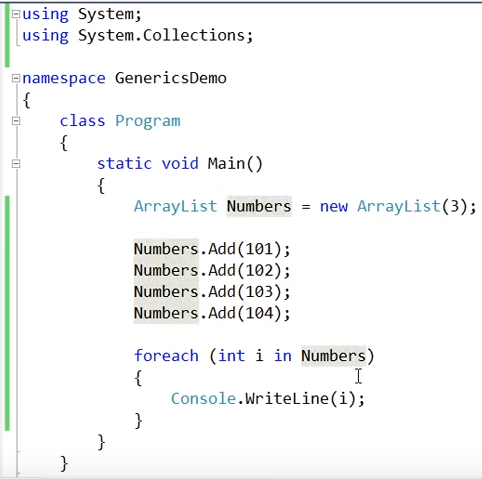 using System;
using System.Collections;
namespace GenericsDemo
{
class Program
{
static void Main()
{
ArrayList Numbers = new ArrayList(3);
Numbers.Add(101);
Numbers.Add(102);
Numbers.Add(103);
Numbers.Add(104);
foreach (int i in Numbers)
{
Console.WriteLine(i);
}
}
}